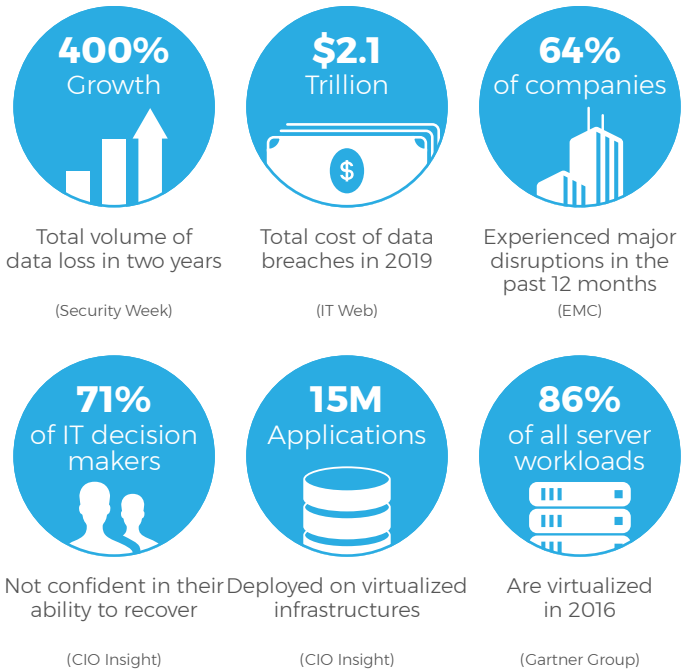 400%
Growth
Total volume of
data loss in two years
(Security Week)
$2.1
Trillion
$
Total cost of data
breaches in 2019
(IT Web)
64%
of companies
Experienced major
disruptions in the
past 12 months
(EMC)
71%
of IT decision
makers
Not confident in their
ability to recover
(CIO Insight)
15M
Applications
Deployed on virtualized
infrastructures
(CIO Insight)
86%
of all server
workloads
Are virtualized
in 2016
(Gartner Group)